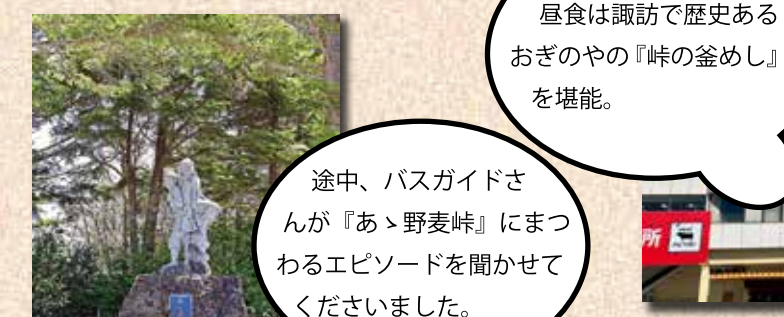 昼食は諏訪で歴史ある
おぎのやの『峠の釜めし』
を堪能。
途中、バスガイドさ
んが『あゝ野麦峠』にまつ
わるエピソードを聞かせて
くださいました。
所